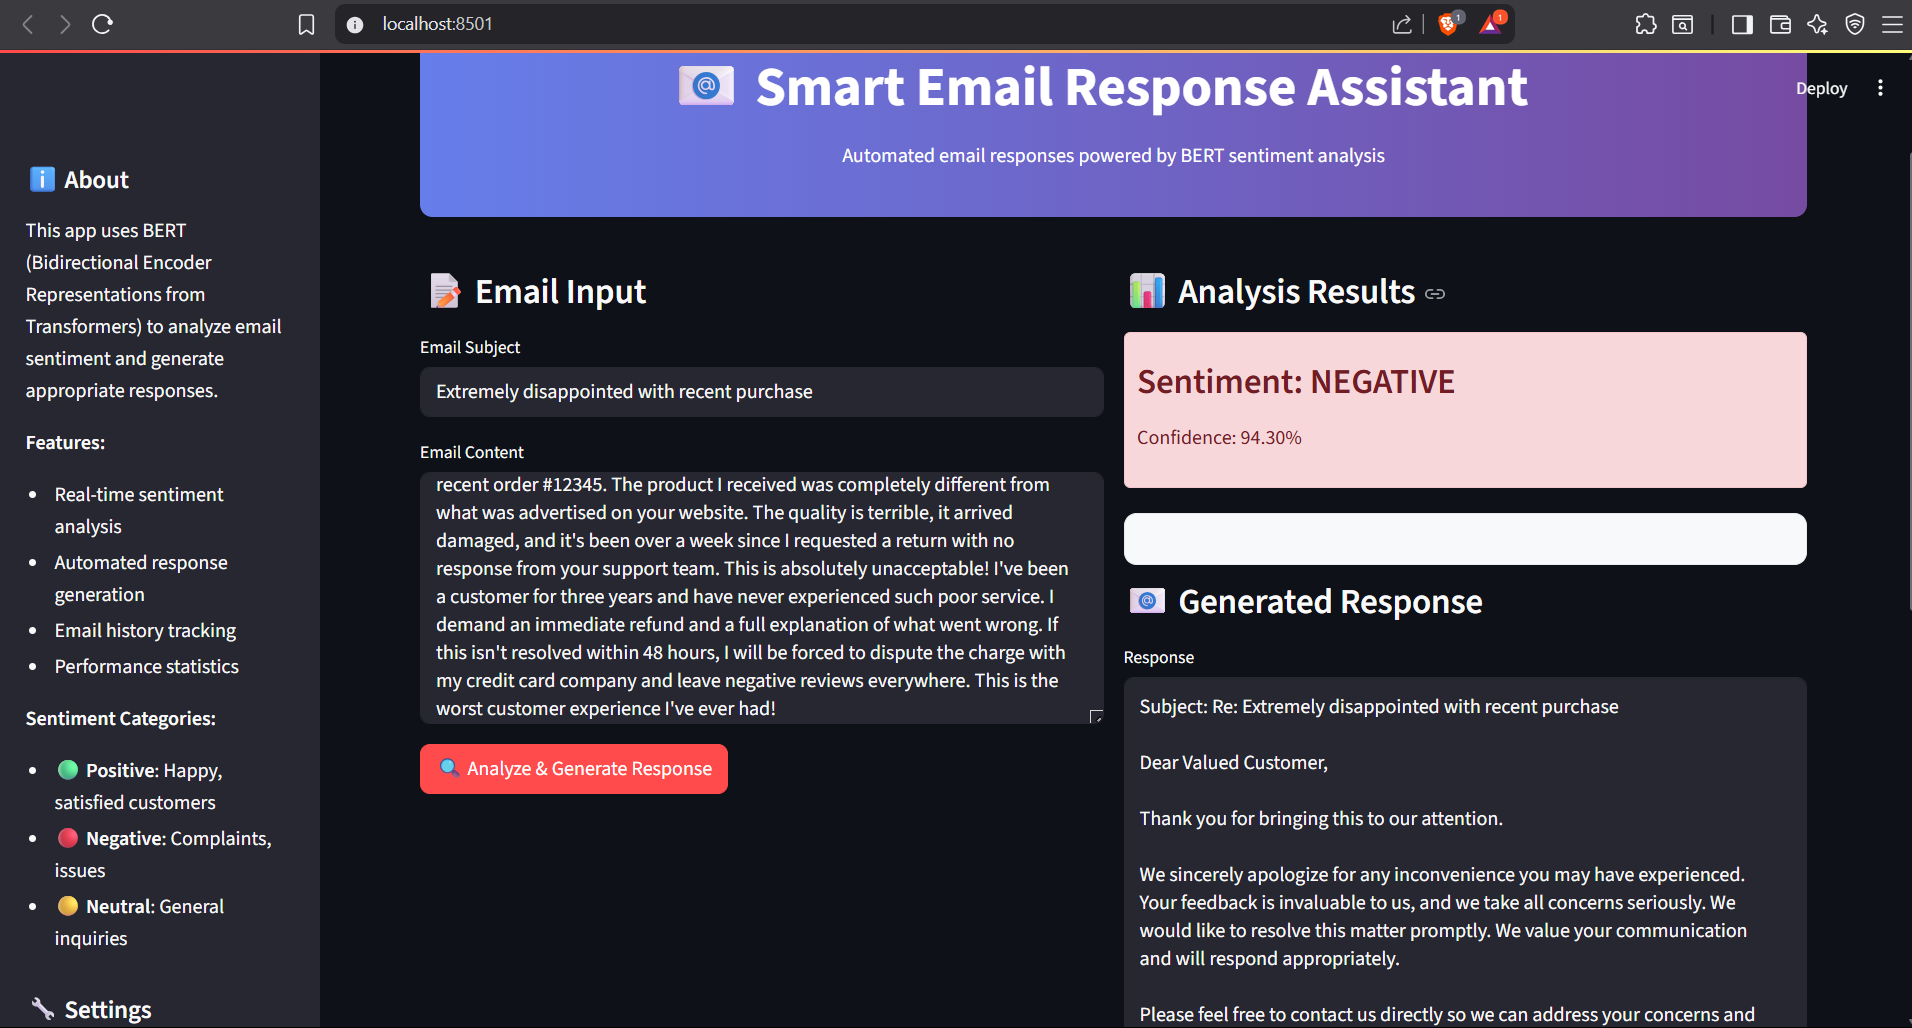 localhost:8501
1
1
Deploy
Smart Email Response Assistant
Automated email responses powered by BERT sentiment analysis
About
This app uses BERT
(Bidirectional Encoder
Representations from
Transformers) to analyze email
sentiment and generate
appropriate responses.
Features:
Real-time sentiment
analysis
Automated response
generation
Email history tracking
Performance statistics
Sentiment Categories:
Positive: Happy,
satisfied customers
Negative: Complaints,
issues
Neutral: General
inquiries
Settings
Email Input
Email Subject
Extremely disappointed with recent purchase
Email Content
recent order #12345. The product I received was completely different from
what was advertised on your website. The quality is terrible, it arrived
damaged, and it's been over a week since I requested a return with no
response from your support team. This is absolutely unacceptable! I've been
a customer for three years and have never experienced such poor service. I
demand an immediate refund and a full explanation of what went wrong. If
this isn't resolved within 48 hours, I will be forced to dispute the charge with
my credit card company and leave negative reviews everywhere. This is the
worst customer experience I've ever had!
Analyze & Generate Response
Analysis Results
Sentiment: NEGATIVE
Confidence: 94.30%
Generated Response
Response
Subject: Re: Extremely disappointed with recent purchase
Dear Valued Customer,
Thank you for bringing this to our attention.
We sincerely apologize for any inconvenience you may have experienced.
Your feedback is invaluable to us, and we take all concerns seriously. We
would like to resolve this matter promptly. We value your communication
and will respond appropriately.
Please feel free to contact us directly so we can address your concerns and